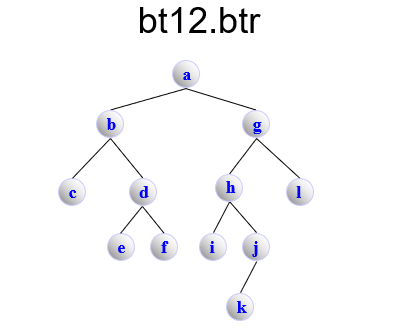 bt12.btr
a
b g
c d h l
e f i j
k